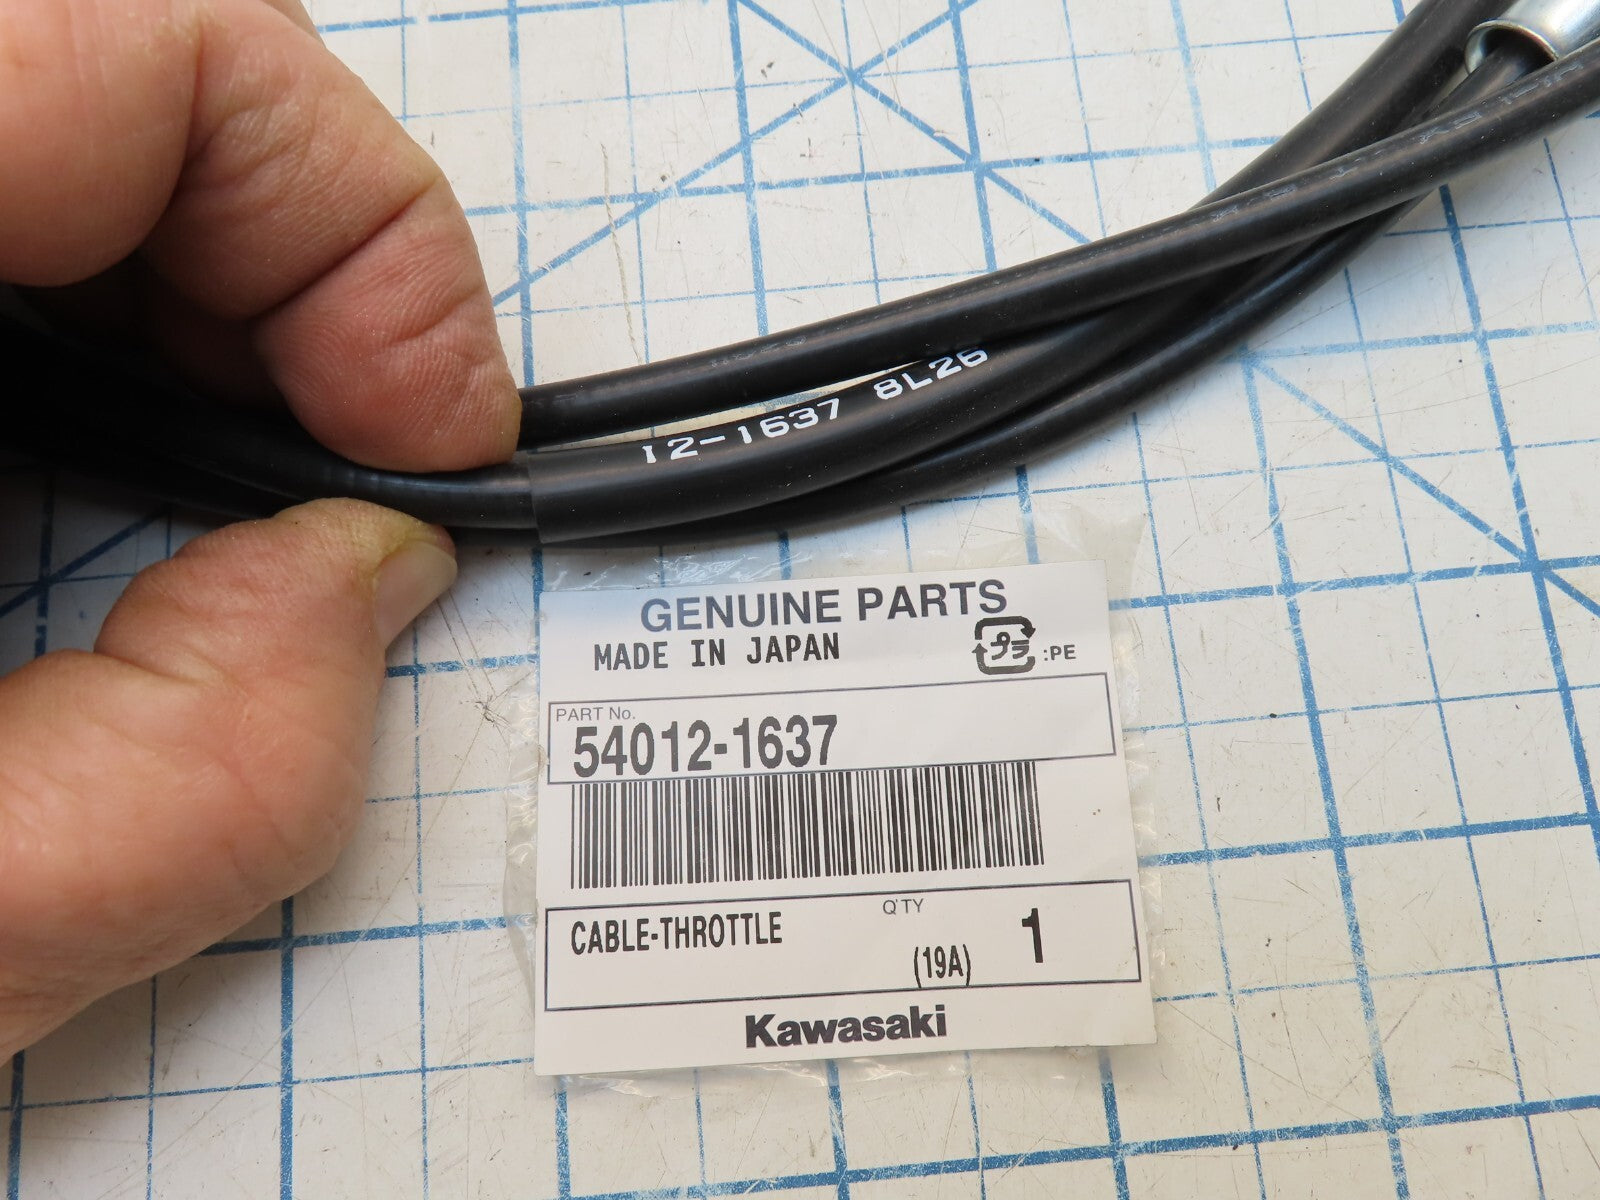 12-1637 8L26
GENUINE PARTS
MADE IN JAPAN
プラ :PE
PART No.
54012-1637
CABLE-THROTTLE
Q'TY
(19A)
1
Kawasaki